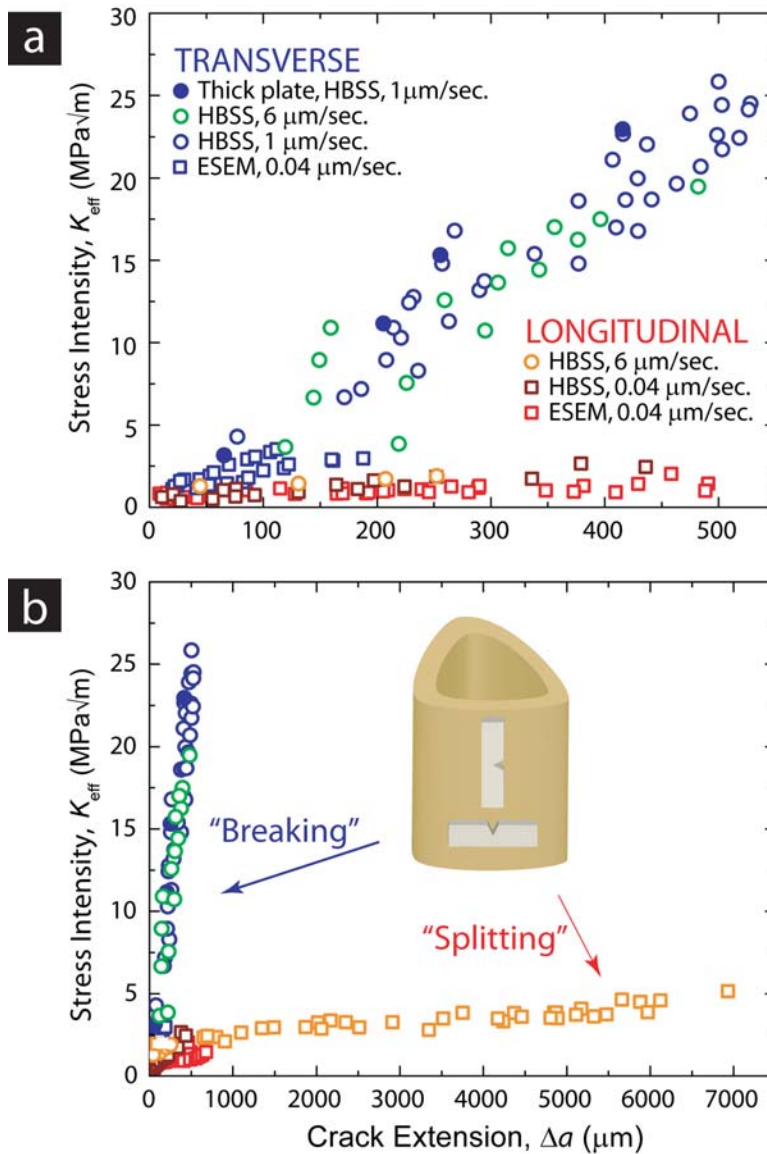 a
30
25
20
15
10
5
0
Stress Intensity, Keff (MPa√m)
TRANSVERSE
Thick plate, HBSS, 1μm/sec.
HBSS, 6 μm/sec.
HBSS, 1 μm/sec.
ESEM, 0.04 μm/sec.
LONGITUDINAL
HBSS, 6 μm/sec.
HBSS, 0.04 μm/sec.
ESEM, 0.04 μm/sec.
0 100 200 300 400 500
b
30
25
20
15
10
5
0
Stress Intensity, Keff (MPa√m)
“Breaking”
“Splitting”
0 1000 2000 3000 4000 5000 6000 7000
Crack Extension, Δa (μm)